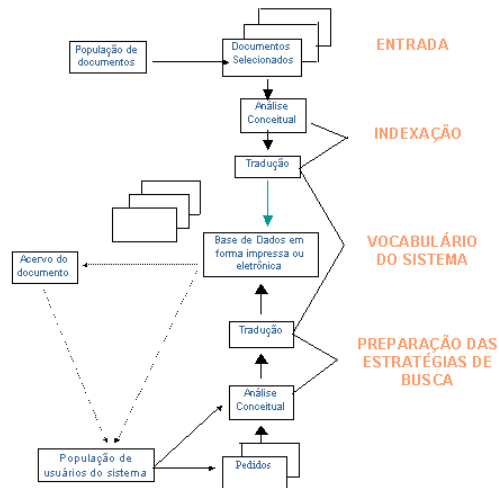 População de
documentos
Documentos
Selecionados
ENTRADA
Análise
Conceitual
INDEXAÇÃO
Tradução
Base de Dados em
forma impressa ou
eletrônica
VOCABULÁRIO
DO SISTEMA
Acervo do
documento
Tradução
PREPARAÇÃO DAS
ESTRATÉGIAS DE
BUSCA
Análise
Conceitual
População de
usuários do sistema
Pedidos